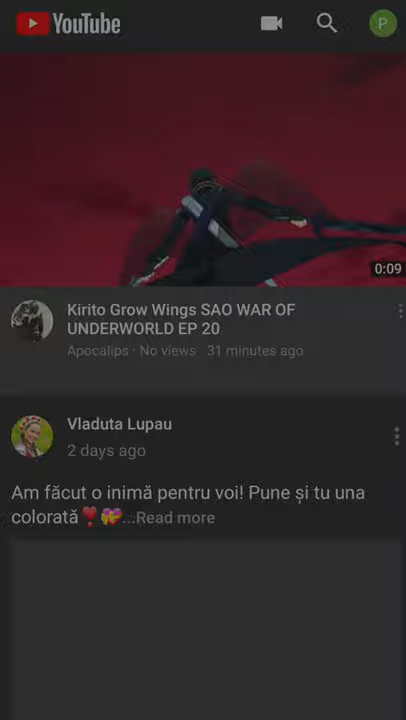 YouTube
P
0:09
Kirito Grow Wings SAO WAR OF
UNDERWORLD EP 20
Apocalips · No views · 31 minutes ago
Vladuta Lupau
2 days ago
Am făcut o inimă pentru voi! Pune și tu una
colorată❣️💝...Read more